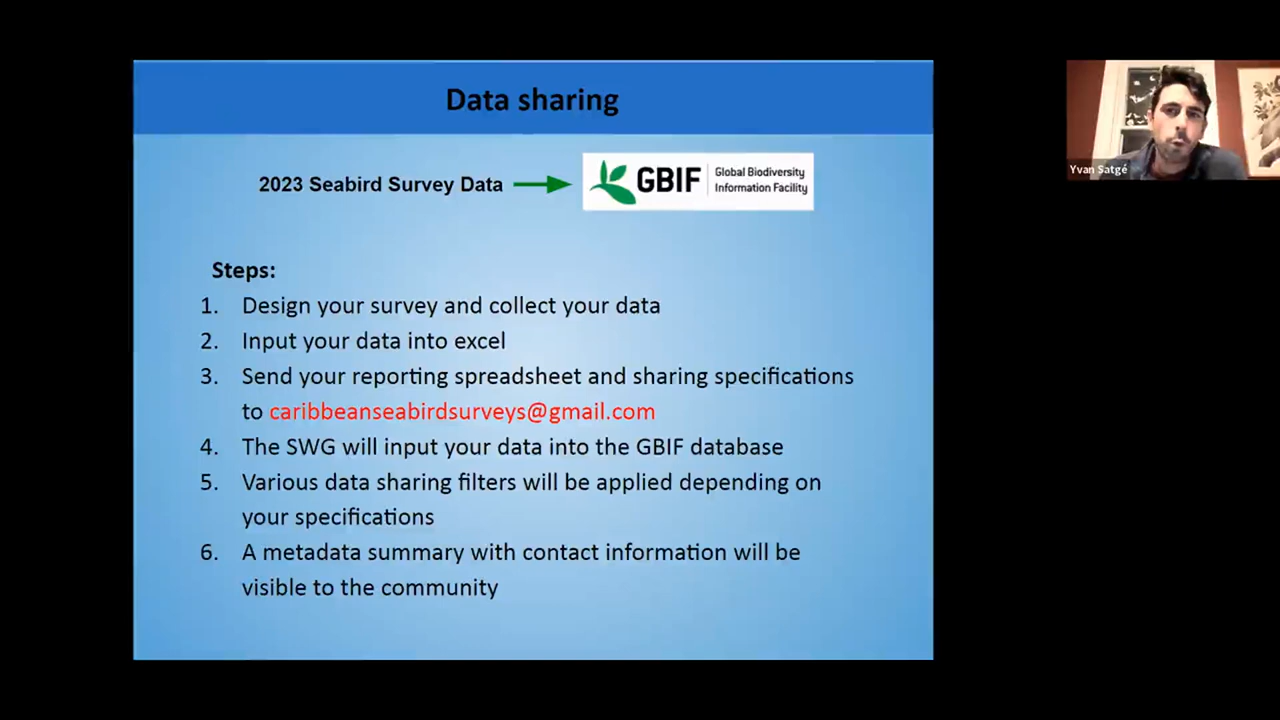 Data sharing
2023 Seabird Survey Data
GBIF
Global Biodiversity
Information Facility
Yvan Satgé
Steps:
1. Design your survey and collect your data
2. Input your data into excel
3. Send your reporting spreadsheet and sharing specifications
to caribbeanseabirdsurveys@gmail.com
4. The SWG will input your data into the GBIF database
5. Various data sharing filters will be applied depending on
your specifications
6. A metadata summary with contact information will be
visible to the community